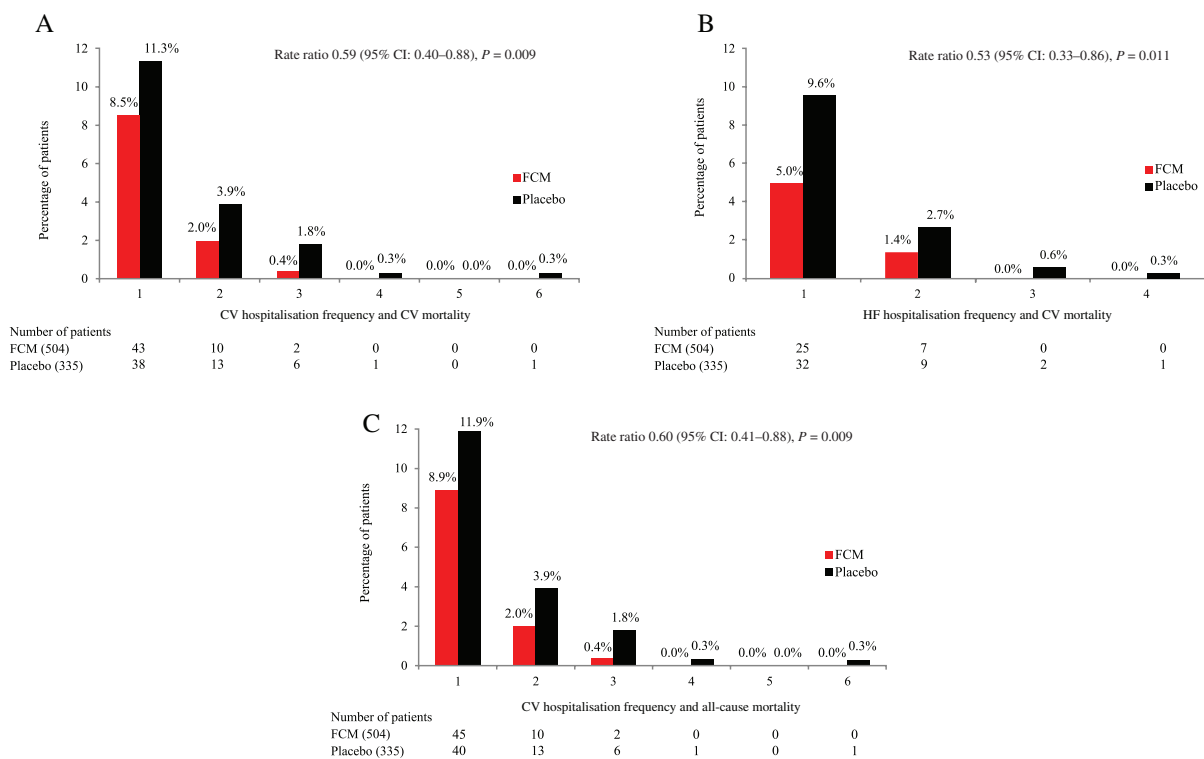 A
Rate ratio 0.59 (95% CI: 0.40–0.88), P = 0.009
Percentage of patients
12
10
8
6
4
2
0
8.5% 11.3%
2.0% 3.9%
0.4% 1.8%
0.0% 0.3%
0.0% 0.0%
0.0% 0.3%
FCM
Placebo
1 2 3 4 5 6
CV hospitalisation frequency and CV mortality
Number of patients
FCM (504) 43 10 2 0 0 0
Placebo (335) 38 13 6 1 0 1
B
Rate ratio 0.53 (95% CI: 0.33–0.86), P = 0.011
Percentage of patients
12
10
8
6
4
2
0
5.0% 9.6%
1.4% 2.7%
0.0% 0.6%
0.0% 0.3%
FCM
Placebo
1 2 3 4
HF hospitalisation frequency and CV mortality
Number of patients
FCM (504) 25 7 0 0
Placebo (335) 32 9 2 1
C
Rate ratio 0.60 (95% CI: 0.41–0.88), P = 0.009
Percentage of patients
12
10
8
6
4
2
0
8.9% 11.9%
2.0% 3.9%
0.4% 1.8%
0.0% 0.3%
0.0% 0.0%
0.0% 0.3%
FCM
Placebo
1 2 3 4 5 6
CV hospitalisation frequency and all-cause mortality
Number of patients
FCM (504) 45 10 2 0 0 0
Placebo (335) 40 13 6 1 0 1